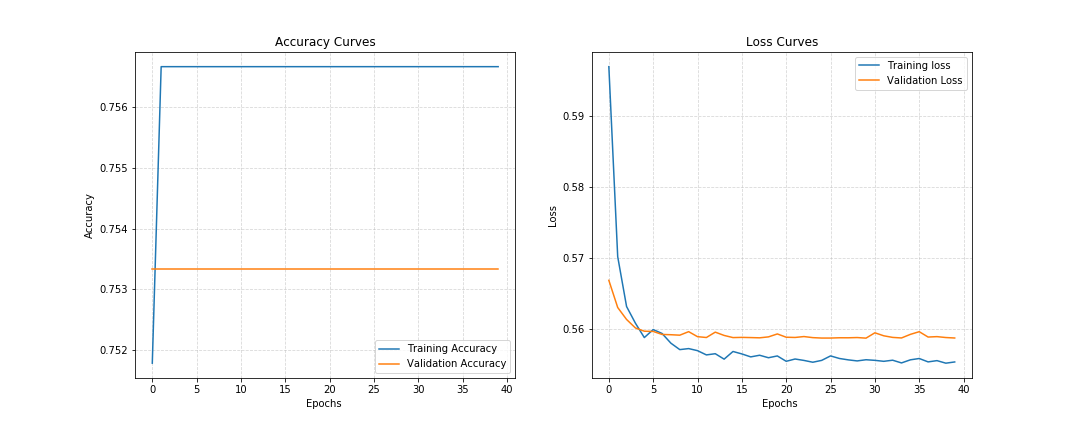 Accuracy Curves
Accuracy
0.756
0.755
0.754
0.753
0.752
Training Accuracy
Validation Accuracy
0 5 10 15 20 25 30 35 40
Epochs
Loss Curves
Loss
0.59
0.58
0.57
0.56
Training loss
Validation Loss
0 5 10 15 20 25 30 35 40
Epochs